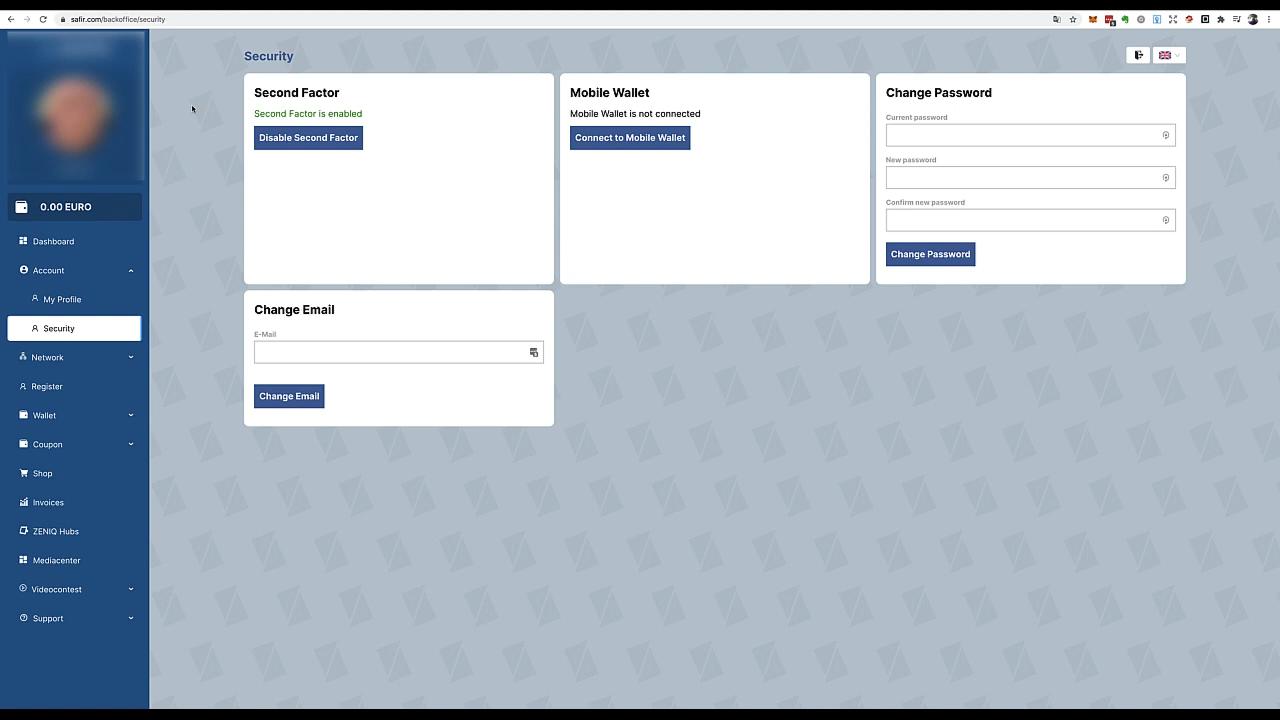 safir.com/backoffice/security
Security
0.00 EURO
Dashboard
Account
My Profile
Security
Network
Register
Wallet
Coupon
Shop
Invoices
ZENIQ Hubs
Mediacenter
Videocontest
Support
Second Factor
Second Factor is enabled
Disable Second Factor
Mobile Wallet
Mobile Wallet is not connected
Connect to Mobile Wallet
Change Password
Current password
New password
Confirm new password
Change Password
Change Email
E-Mail
Change Email